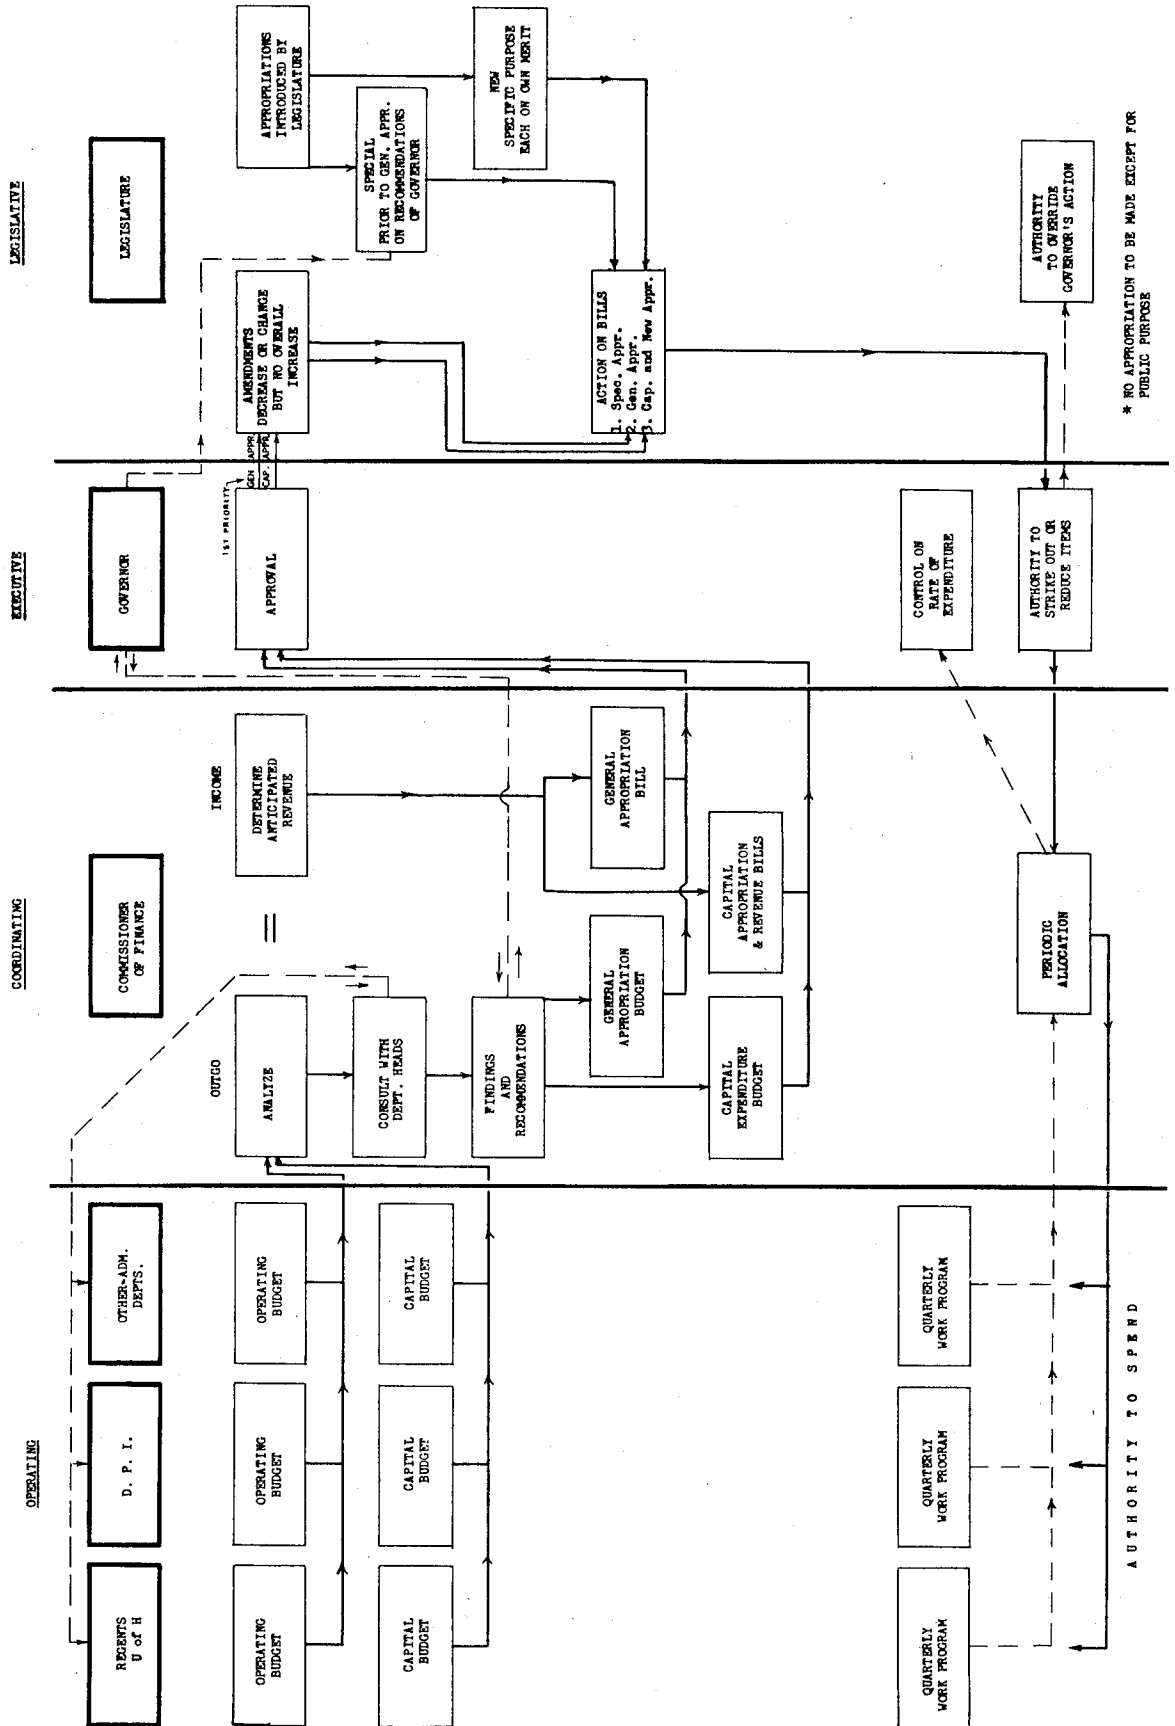 OPERATING
COORDINATING
EXECUTIVE
LEGISLATIVE
REGENTS
U of H
D. P. I.
OTHER-ADM.
DEPTS.
COMMISSIONER
OF FINANCE
GOVERNOR
LEGISLATURE
OUTGO
INCOME
OPERATING
BUDGET
OPERATING
BUDGET
OPERATING
BUDGET
ANALIZE
=
DETERMINE
ANTICIPATED
REVENUE
1ST PRIORITY
APPROVAL
GEN. APPR.
CAP. APPR.
AMENDMENTS
DECREASE OR CHANGE
BUT NO OVERALL
INCREASE
APPROPRIATIONS
INTRODUCED BY
LEGISLATURE
CAPITAL
BUDGET
CAPITAL
BUDGET
CAPITAL
BUDGET
CONSULT WITH
DEPT. HEADS
SPECIAL
PRIOR TO GEN. APPR.
ON RECOMMENDATIONS
OF GOVERNOR
FINDINGS
AND
RECOMMENDATIONS
NEW
SPECIFIC PURPOSE
EACH ON OWN MERIT
GENERAL
APPROPRIATION
BUDGET
GENERAL
APPROPRIATION
BILL
ACTION ON BILLS
1. Spec. Appr.
2. Gen. Appr.
3. Cap. and New Appr.
CAPITAL
EXPENDITURE
BUDGET
CAPITAL
APPROPRIATION
& REVENUE BILLS
QUARTERLY
WORK PROGRAM
QUARTERLY
WORK PROGRAM
QUARTERLY
WORK PROGRAM
CONTROL ON
RATE OF
EXPENDITURE
PERIODIC
ALLOCATION
AUTHORITY TO
STRIKE OUT OR
REDUCE ITEMS
AUTHORITY
TO OVERRIDE
GOVERNOR'S ACTION
AUTHORITY TO SPEND
* NO APPROPIATION TO BE MADE EXCEPT FOR
PUBLIC PURPOSE